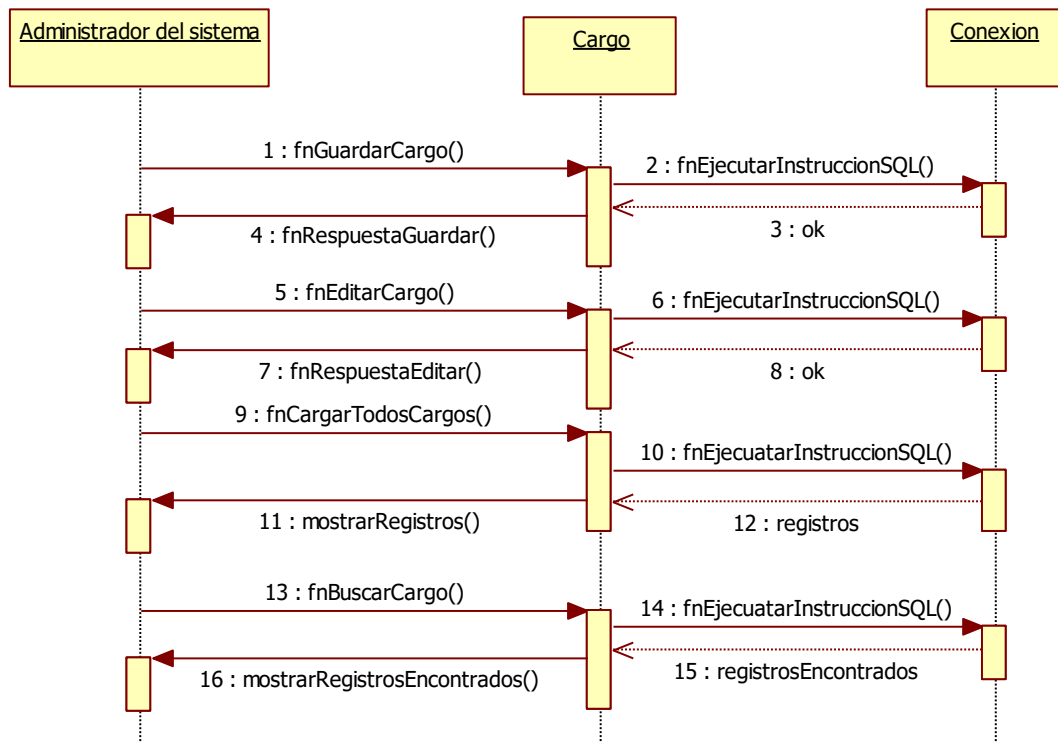 Administrador del sistema
Cargo
Conexion
1 : fnGuardarCargo()
2 : fnEjecutarInstruccionSQL()
3 : ok
4 : fnRespuestaGuardar()
5 : fnEditarCargo()
6 : fnEjecutarInstruccionSQL()
7 : fnRespuestaEditar()
8 : ok
9 : fnCargarTodosCargos()
10 : fnEjecuatarInstruccionSQL()
11 : mostrarRegistros()
12 : registros
13 : fnBuscarCargo()
14 : fnEjecuatarInstruccionSQL()
15 : registrosEncontrados
16 : mostrarRegistrosEncontrados()